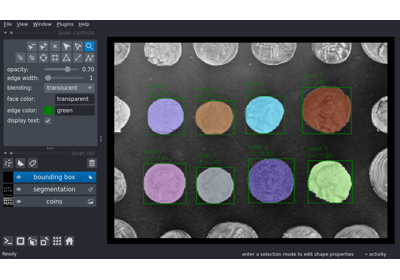 File View Window Plugins Help
layer controls
opacity: 0.70
edge width: 1
blending: translucent
face color: transparent
edge color: green
display text:
layer list
bounding box
segmentation
coins
Ready
enter a selection mode to edit shape properties
activity